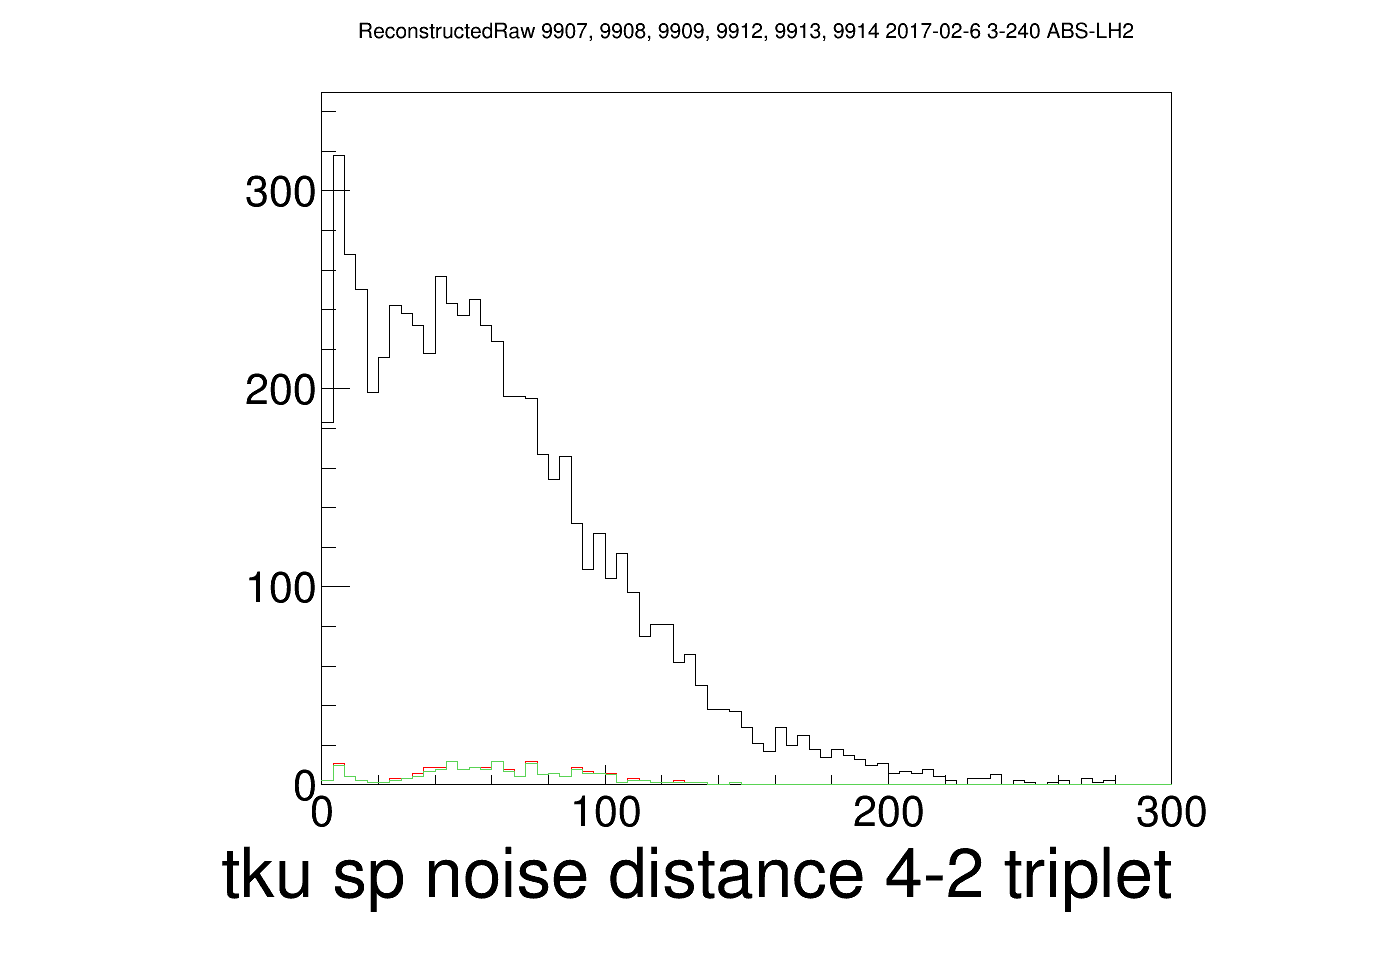 ReconstructedRaw 9907, 9908, 9909, 9912, 9913, 9914 2017-02-6 3-240 ABS-LH2
300
200
100
0
0 100 200 300
tku sp noise distance 4-2 triplet